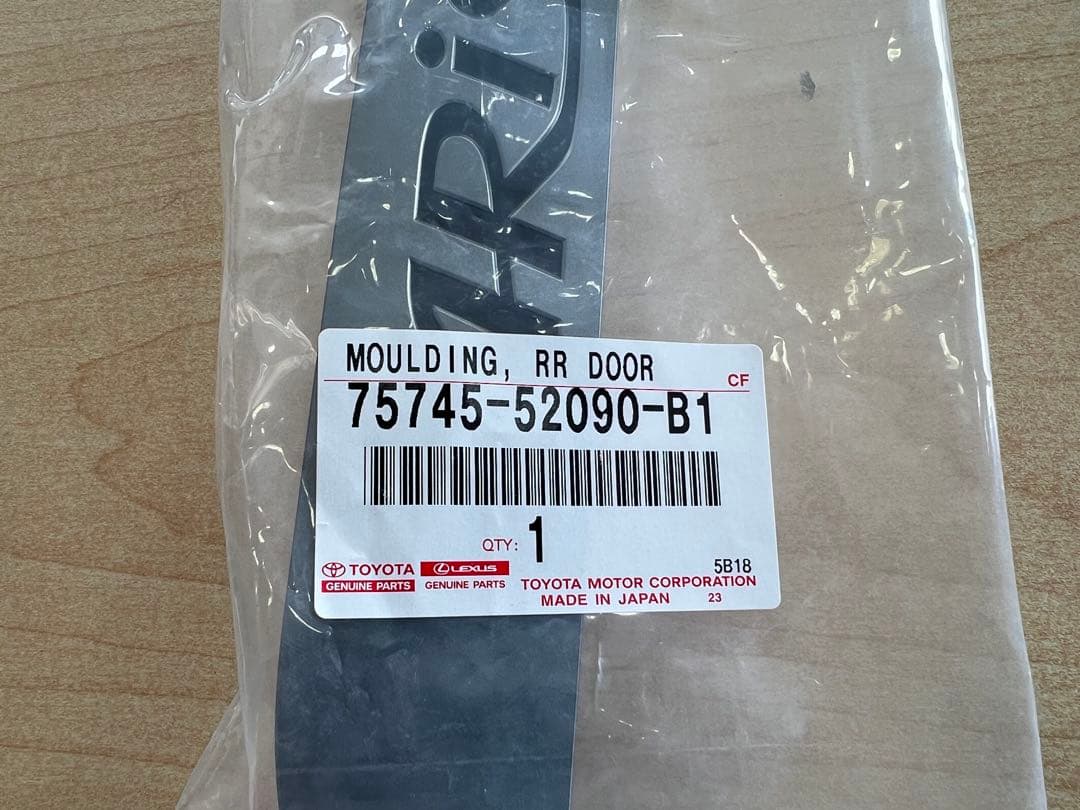 MOULDING, RR DOOR
CF
75745-52090-B1
QTY: 1
5B18
TOYOTA LEXUS
GENUINE PARTS GENUINE PARTS
TOYOTA MOTOR CORPORATION
MADE IN JAPAN 23